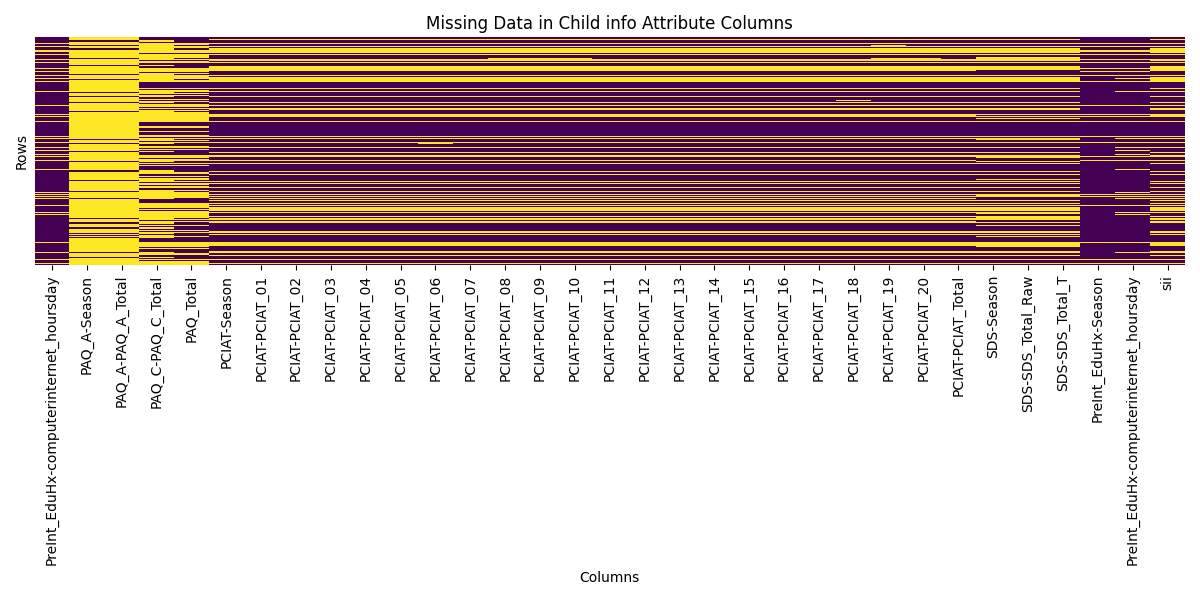 Missing Data in Child info Attribute Columns
Rows
PreInt_EduHx-computerinternet_hoursday
PAQ_A-Season
PAQ_A-PAQ_A_Total
PAQ_C-PAQ_C_Total
PAQ_Total
PCIAT-Season
PCIAT-PCIAT_01
PCIAT-PCIAT_02
PCIAT-PCIAT_03
PCIAT-PCIAT_04
PCIAT-PCIAT_05
PCIAT-PCIAT_06
PCIAT-PCIAT_07
PCIAT-PCIAT_08
PCIAT-PCIAT_09
PCIAT-PCIAT_10
PCIAT-PCIAT_11
PCIAT-PCIAT_12
PCIAT-PCIAT_13
PCIAT-PCIAT_14
PCIAT-PCIAT_15
PCIAT-PCIAT_16
PCIAT-PCIAT_17
PCIAT-PCIAT_18
PCIAT-PCIAT_19
PCIAT-PCIAT_20
PCIAT-PCIAT_Total
SDS-Season
SDS-SDS_Total_Raw
SDS-SDS_Total_T
PreInt_EduHx-Season
PreInt_EduHx-computerinternet_hoursday
sii
Columns